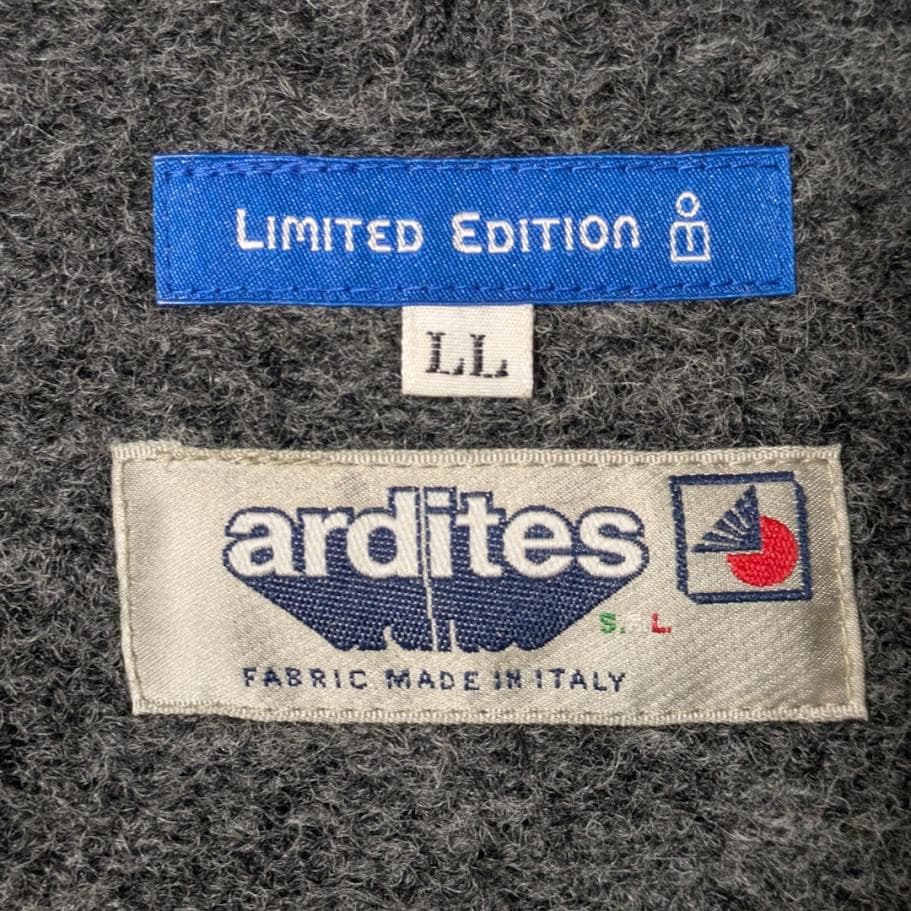 LIMITED EDITION
LL
ardites
S.R.L.
FABRIC MADE IN ITALY